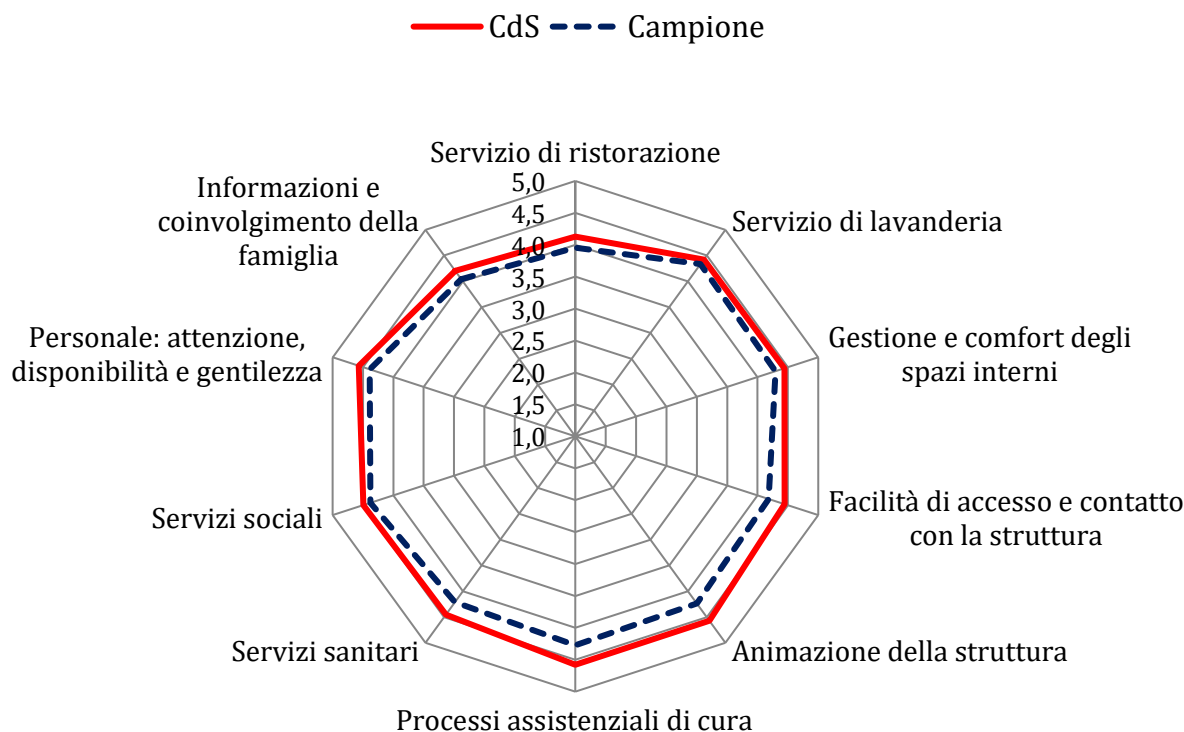 CdS Campione
Servizio di ristorazione
Informazioni e
coinvolgimento della
famiglia
Servizio di lavanderia
Personale: attenzione,
disponibilità e gentilezza
Gestione e comfort degli
spazi interni
5,0
4,5
4,0
3,5
3,0
2,5
2,0
1,5
1,0
Servizi sociali
Facilità di accesso e contatto
con la struttura
Servizi sanitari
Animazione della struttura
Processi assistenziali di cura